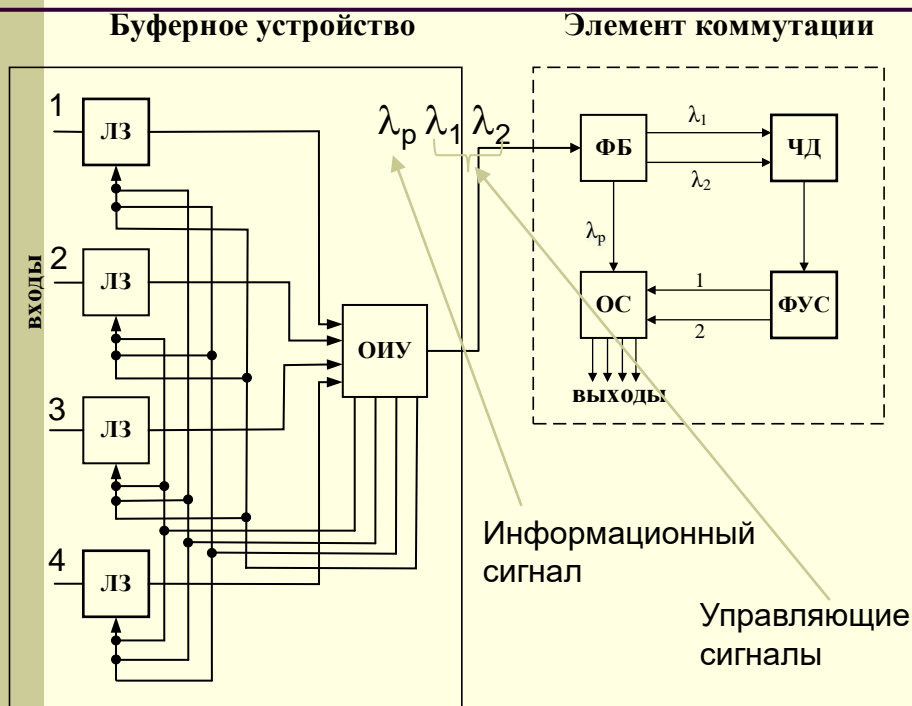 Буферное устройство
Элемент коммутации
входы
1
ЛЗ
2
ЛЗ
3
ЛЗ
4
ЛЗ
ОИУ
λp λ1 λ2
ФБ
λ1
λ2
ЧД
λp
ОС
1
2
ФУС
выходы
Информационный
сигнал
Управляющие
сигналы